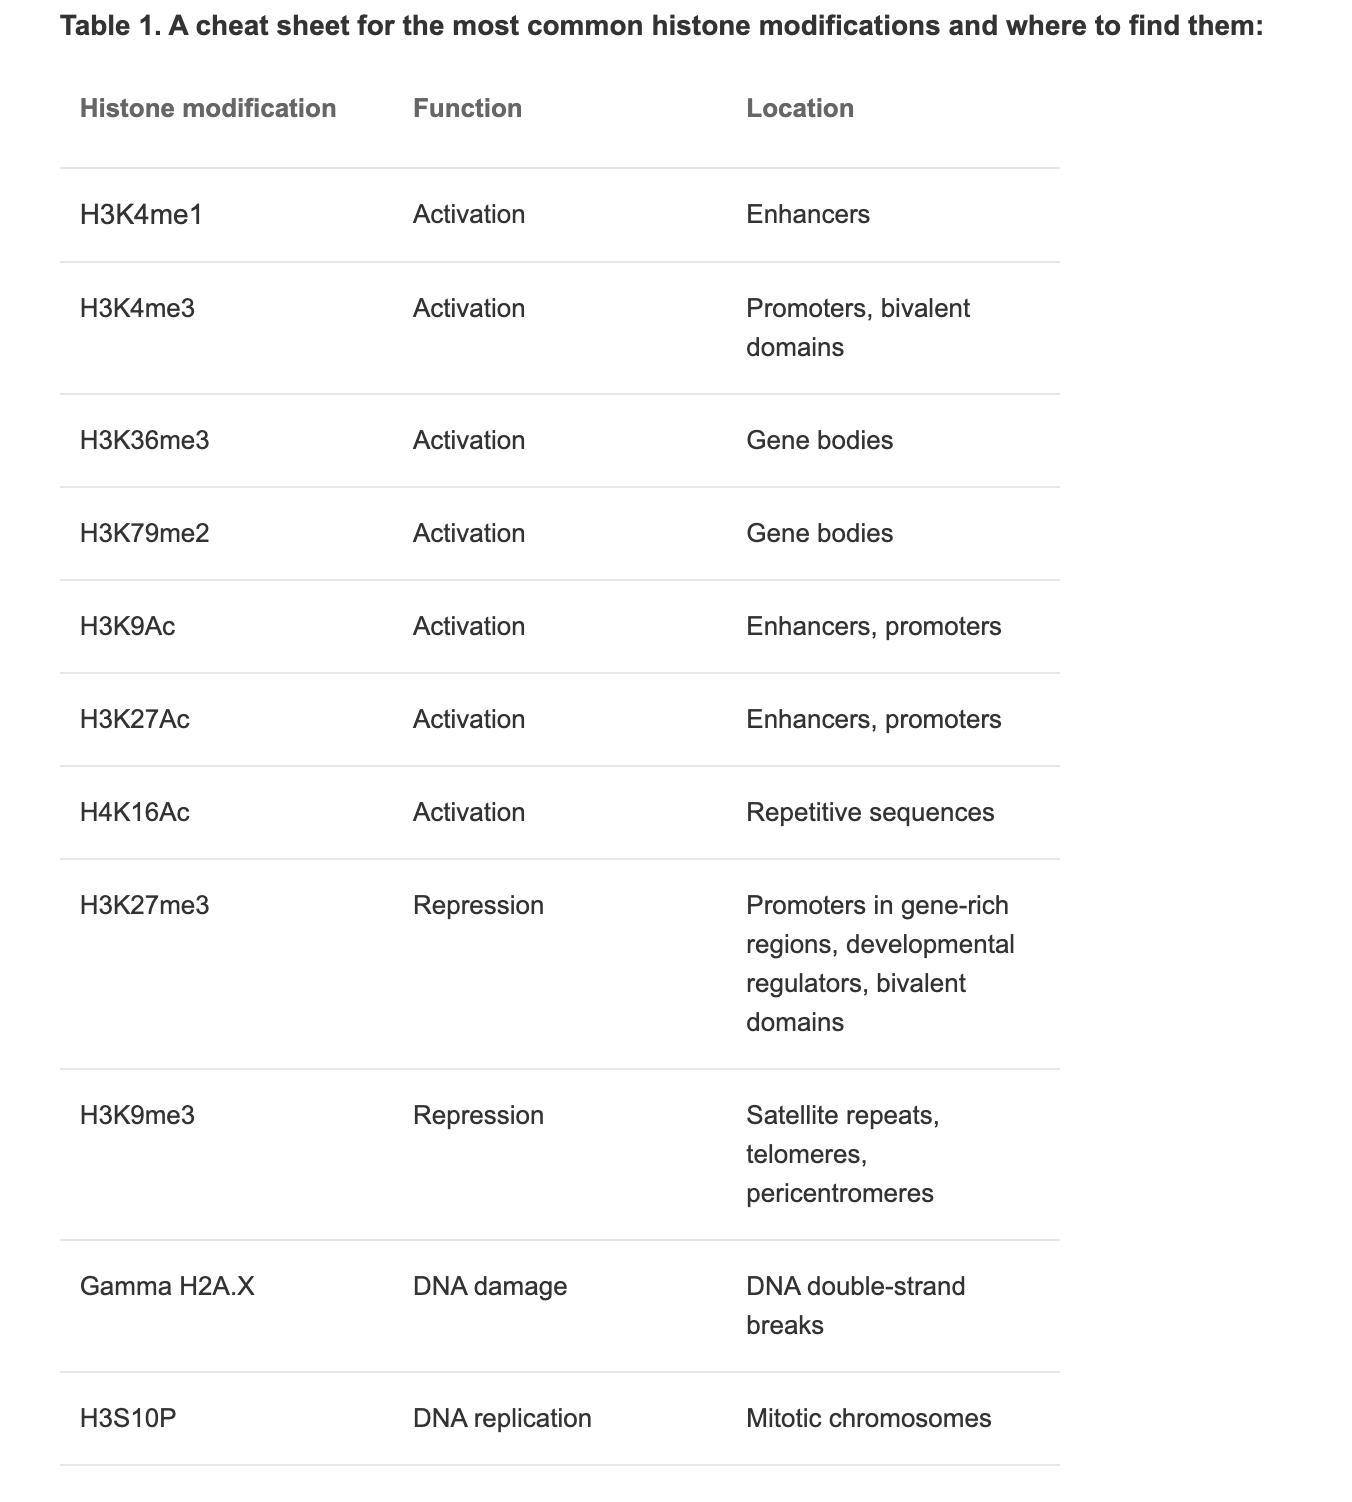 Table 1. A cheat sheet for the most common histone modifications and where to find them:
Histone modification Function Location
H3K4me1 Activation Enhancers
H3K4me3 Activation Promoters, bivalent
domains
H3K36me3 Activation Gene bodies
H3K79me2 Activation Gene bodies
H3K9Ac Activation Enhancers, promoters
H3K27Ac Activation Enhancers, promoters
H4K16Ac Activation Repetitive sequences
H3K27me3 Repression Promoters in gene-rich
regions, developmental
regulators, bivalent
domains
H3K9me3 Repression Satellite repeats,
telomeres,
pericentromeres
Gamma H2A.X DNA damage DNA double-strand
breaks
H3S10P DNA replication Mitotic chromosomes